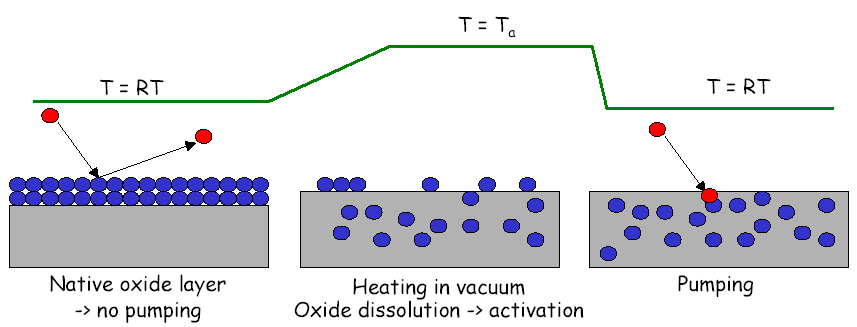 T = Tₐ
T = RT
T = RT
Native oxide layer
-> no pumping
Heating in vacuum
Oxide dissolution -> activation
Pumping